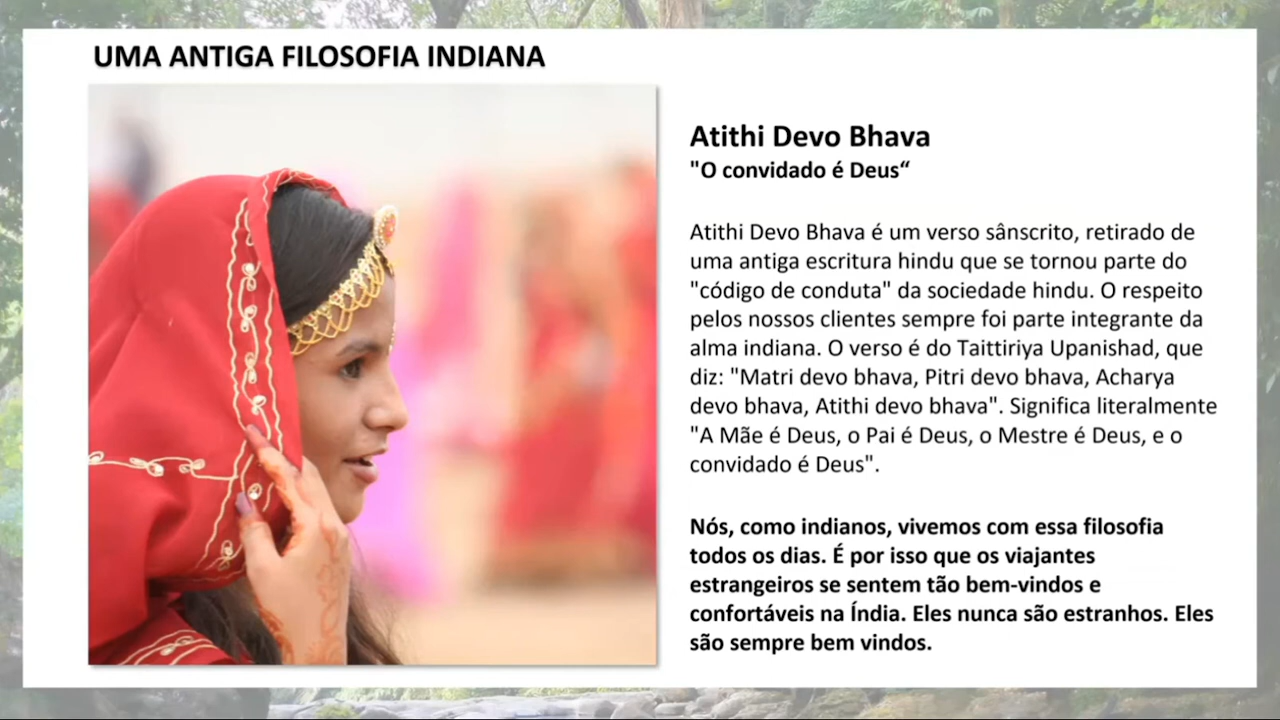 UMA ANTIGA FILOSOFIA INDIANA
Atithi Devo Bhava
"O convidado é Deus“
Atithi Devo Bhava é um verso sânscrito, retirado de
uma antiga escritura hindu que se tornou parte do
"código de conduta" da sociedade hindu. O respeito
pelos nossos clientes sempre foi parte integrante da
alma indiana. O verso é do Taittiriya Upanishad, que
diz: "Matri devo bhava, Pitri devo bhava, Acharya
devo bhava, Atithi devo bhava". Significa literalmente
"A Mãe é Deus, o Pai é Deus, o Mestre é Deus, e o
convidado é Deus".
Nós, como indianos, vivemos com essa filosofia
todos os dias. É por isso que os viajantes
estrangeiros se sentem tão bem-vindos e
confortáveis na Índia. Eles nunca são estranhos. Eles
são sempre bem vindos.